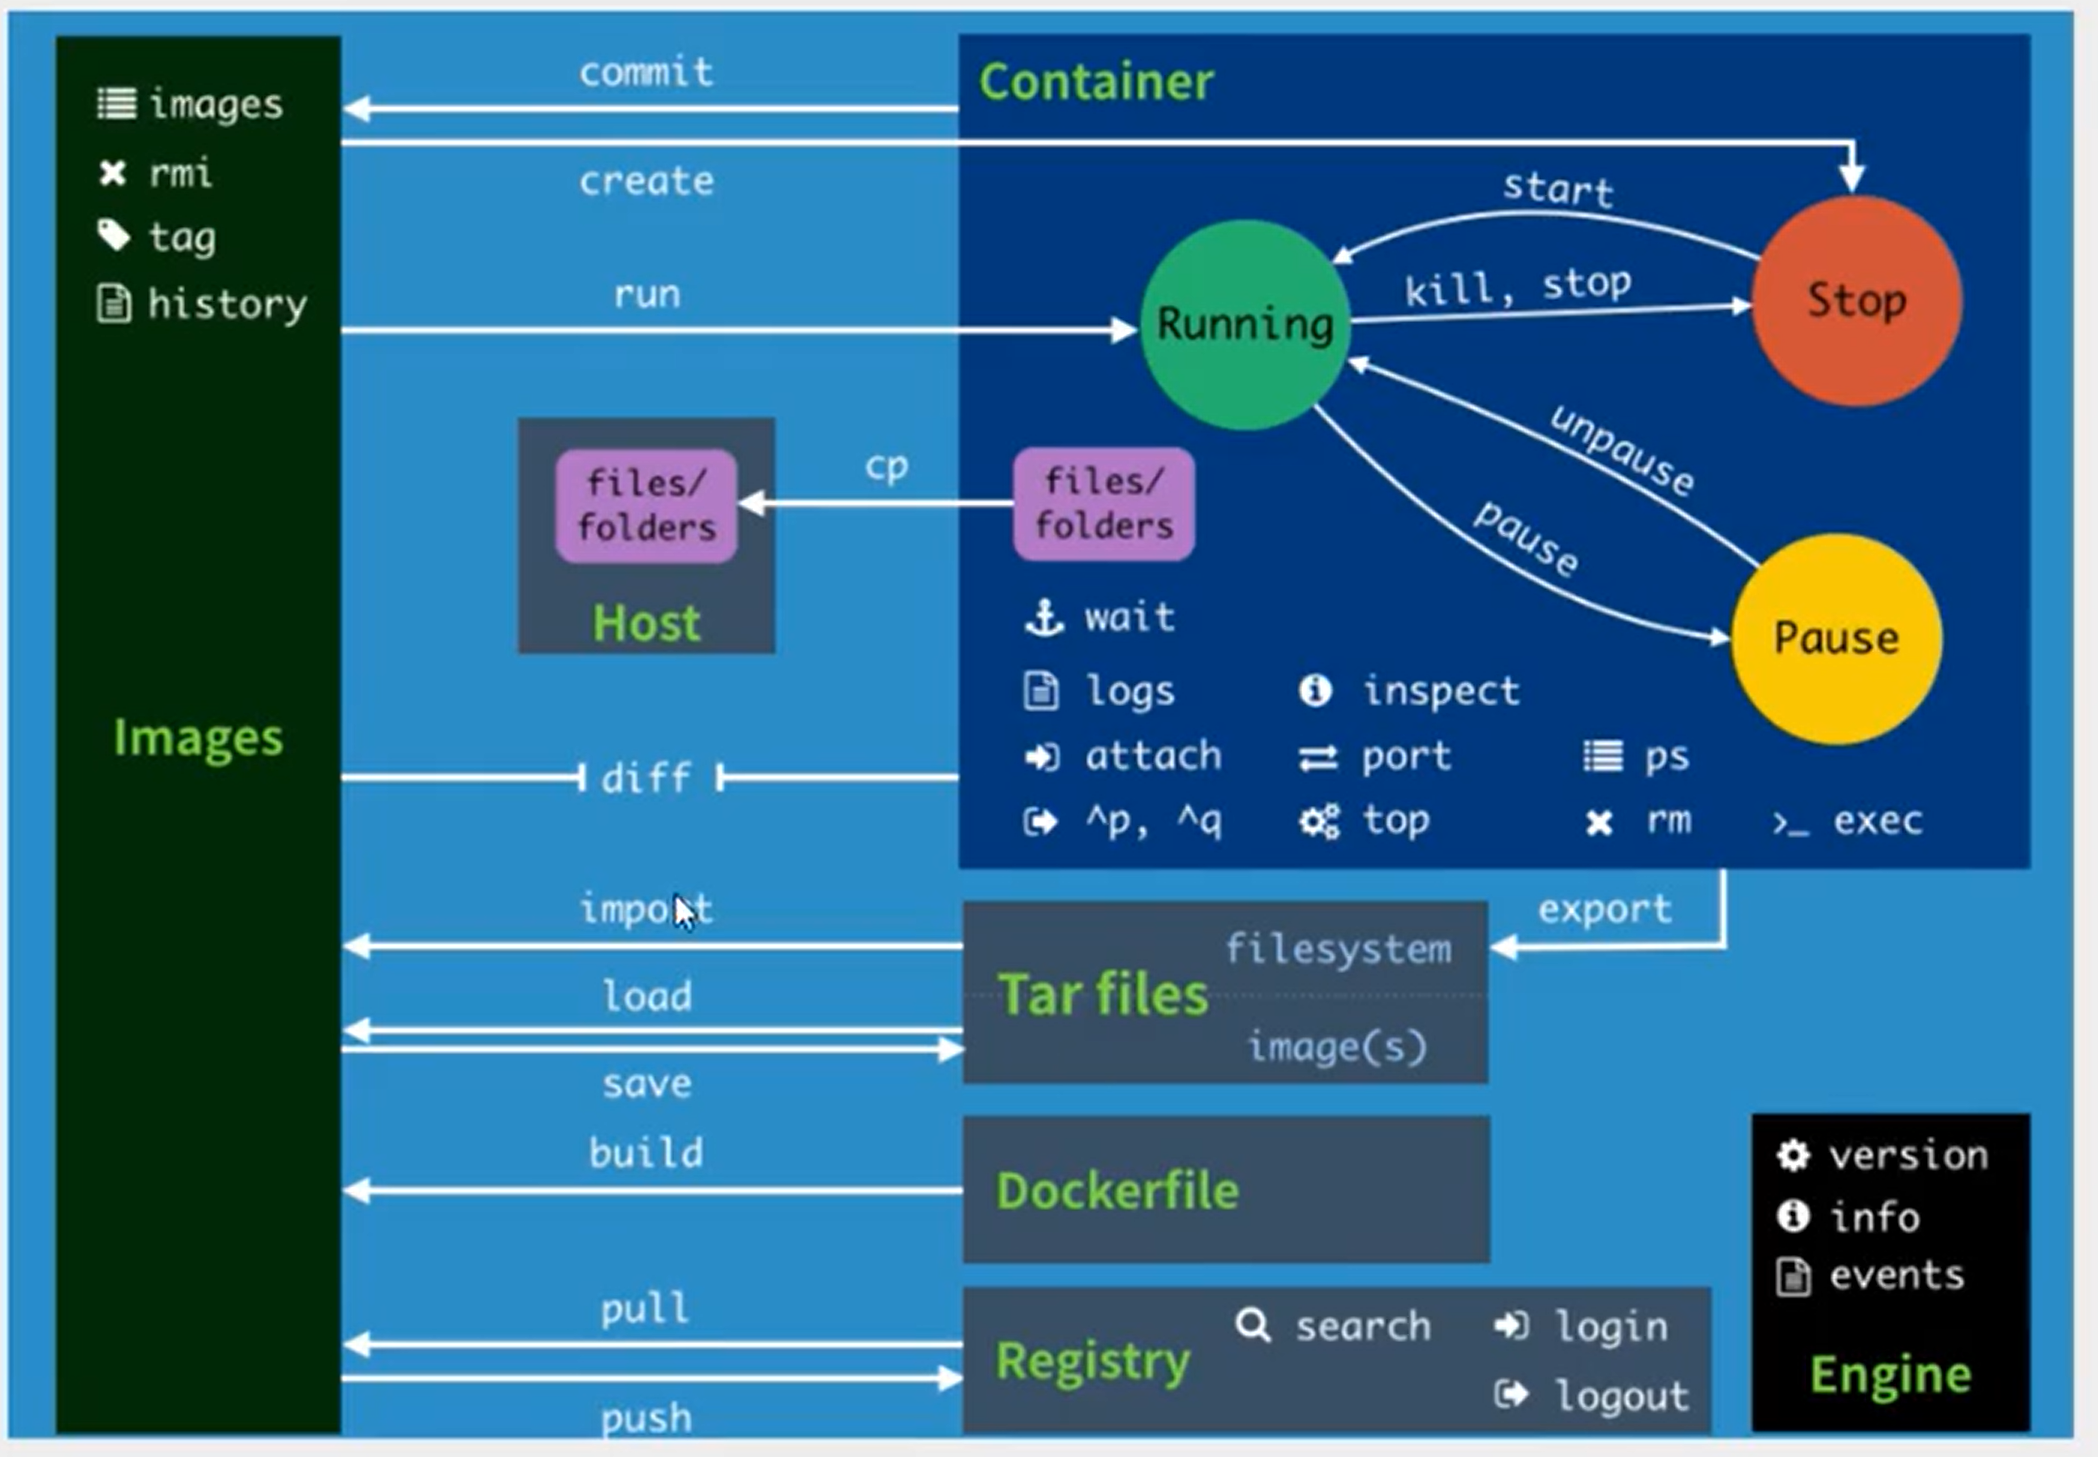 images
rmi
tag
history
Images
commit
create
run
files/
folders
Host
cp
diff
import
load
save
build
pull
push
Container
start
kill, stop
Running
Stop
unpause
pause
Pause
files/
folders
wait
logs
inspect
attach
port
ps
^p, ^q
top
rm
>_ exec
export
Tar files
filesystem
image(s)
Dockerfile
Registry
search
login
logout
version
info
events
Engine